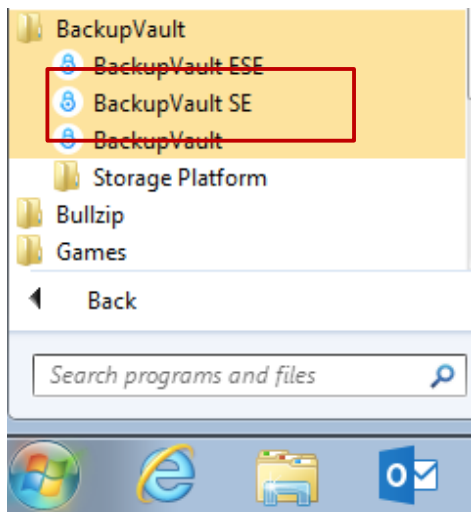 BackupVault
BackupVault ESE
BackupVault SE
BackupVault
Storage Platform
Bullzip
Games
Back
Search programs and files
O